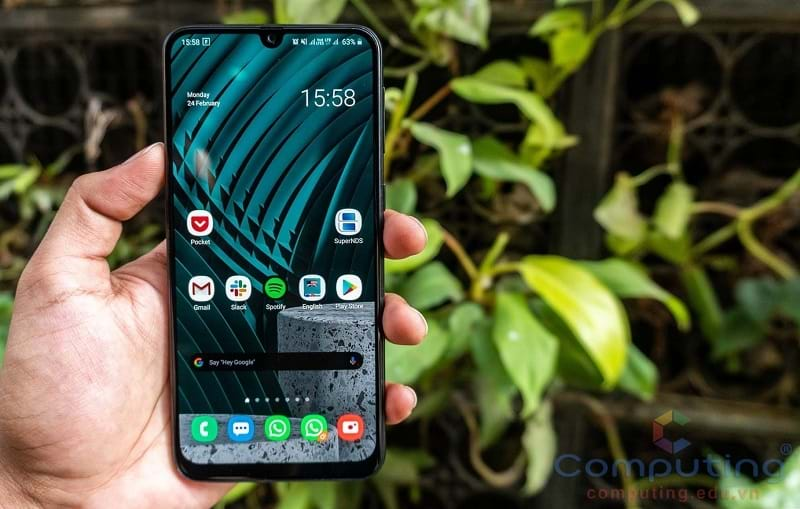 15:58
63%
Monday
24 February
15:58
Pocket
SuperNDS
Gmail
Slack
Spotify
English
Play Store
Say "Hey Google"
Computing®
computing.edu.vn